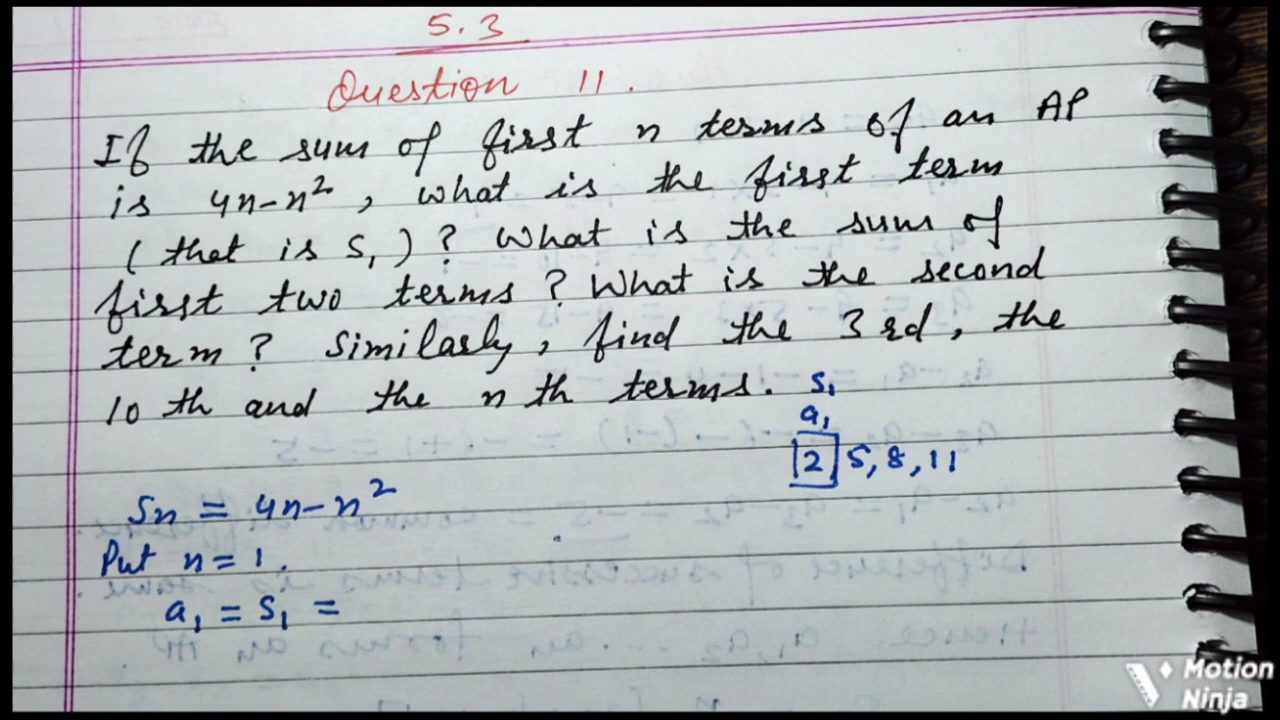 5.3
Question 11.
If the sum of first n terms of an AP
is 4n-n², what is the first term
(that is S₁)? What is the sum of
first two terms? What is the second
term? Similarly, find the 3rd, the
10th and the nth terms.
S₁
a₁
2, 5, 8, 11
Sn = 4n-n²
Put n=1.
a₁ = S₁ =
Motion
Ninja